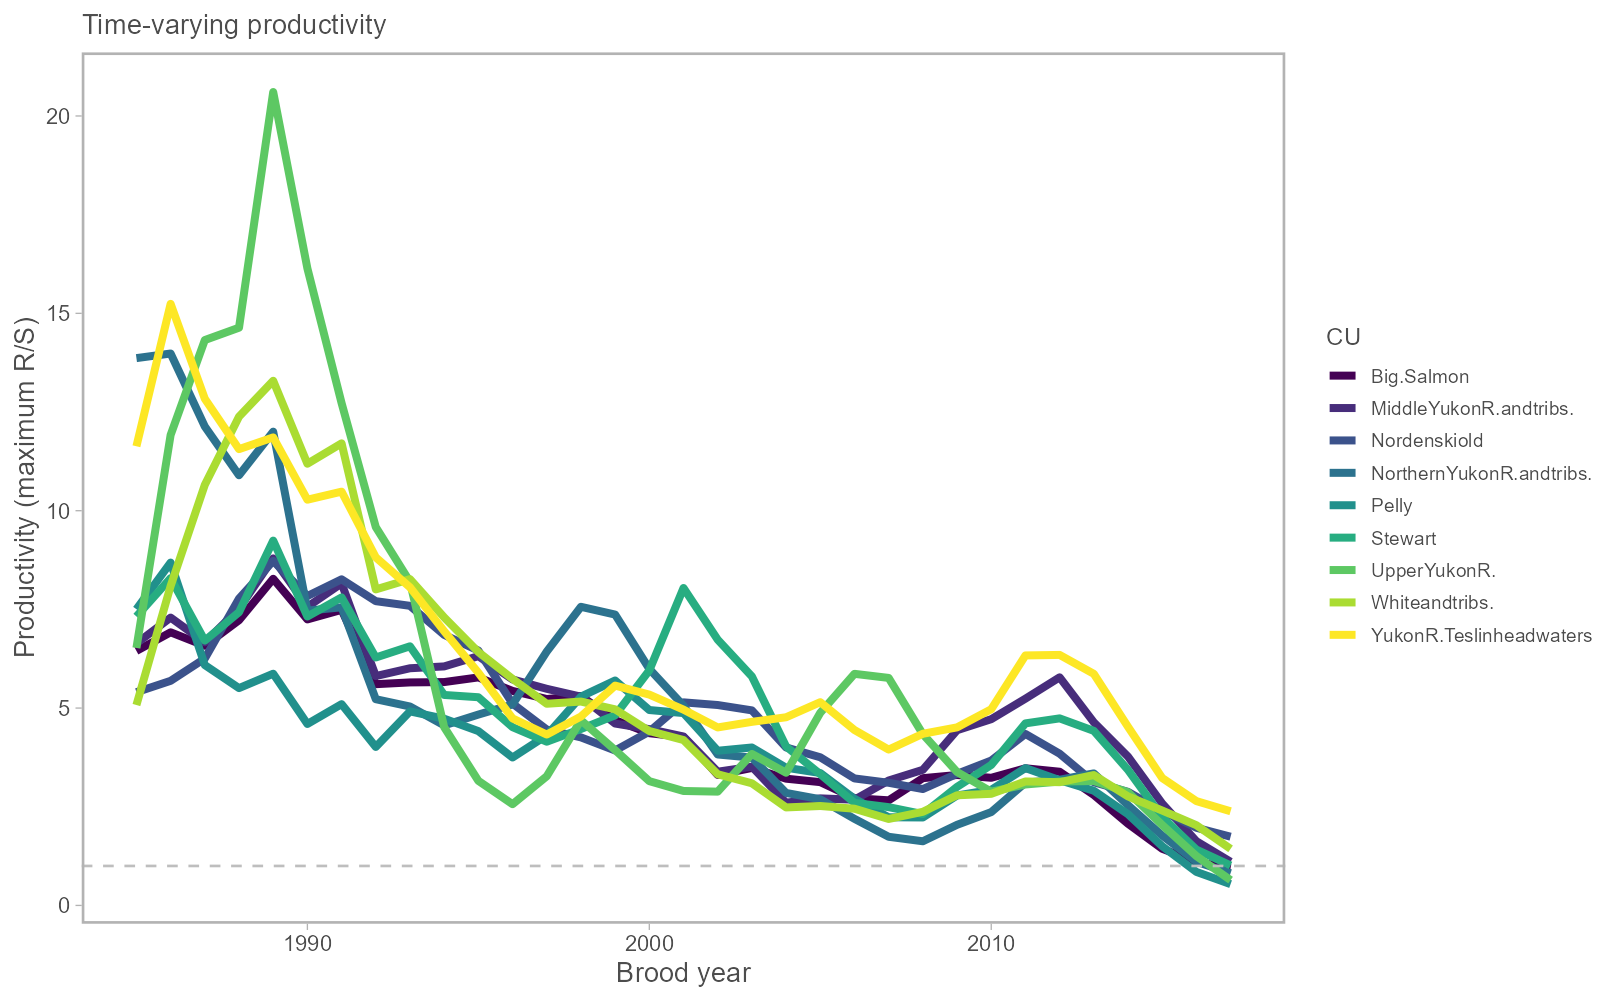 Time-varying productivity
Productivity (maximum R/S)
20
15
10
5
0
1990
2000
2010
Brood year
CU
Big.Salmon
MiddleYukonR.andtribs.
Nordenskiold
NorthernYukonR.andtribs.
Pelly
Stewart
UpperYukonR.
Whiteandtribs.
YukonR.Teslinheadwaters